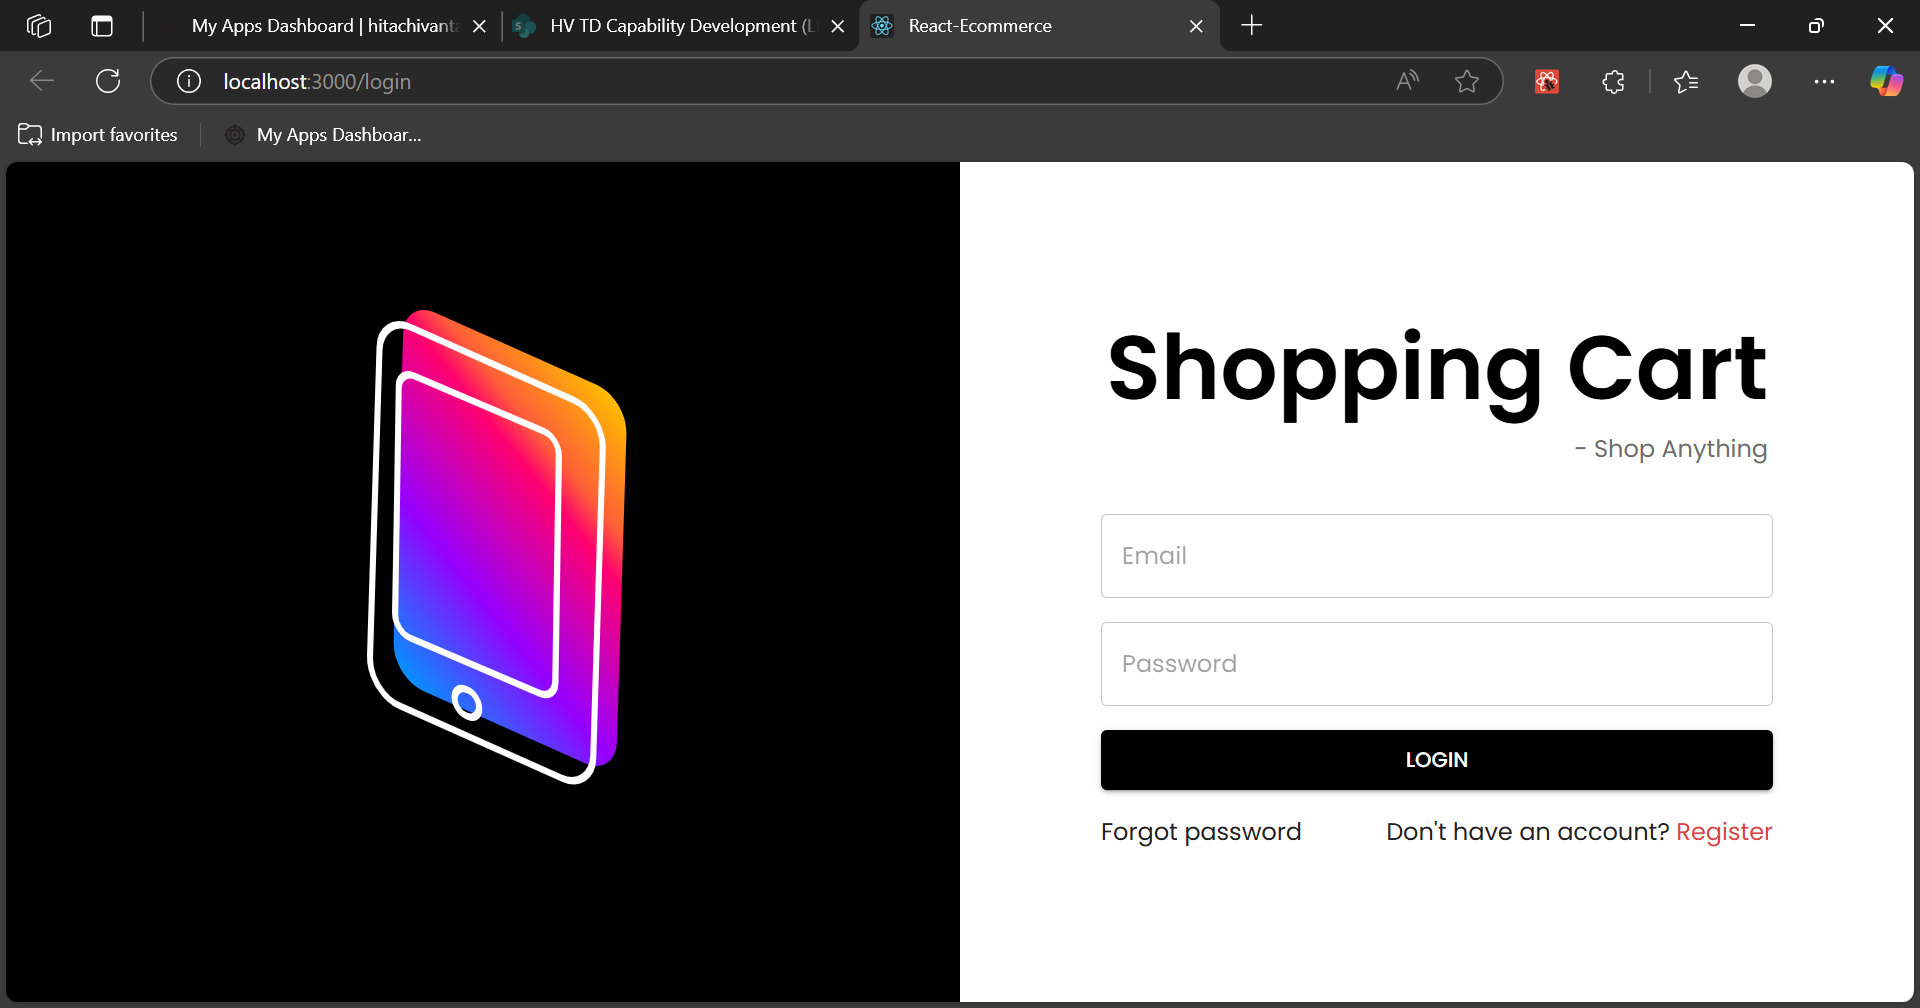 My Apps Dashboard | hitachivanta
HV TD Capability Development (L
React-Ecommerce
localhost:3000/login
Import favorites
My Apps Dashboar...
Shopping Cart
- Shop Anything
Email
Password
LOGIN
Forgot password
Don't have an account? Register